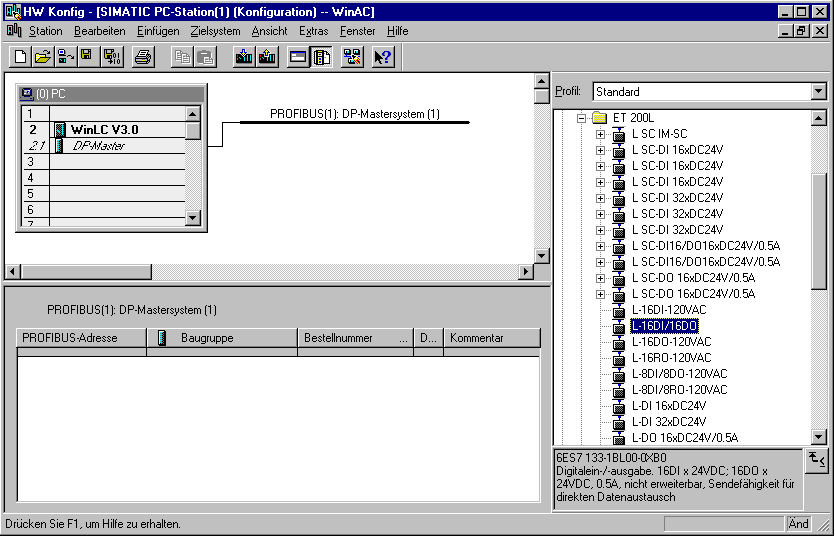 HW Konfig - [SIMATIC PC-Station(1) (Konfiguration) -- WinAC]
Station Bearbeiten Einfügen Zielsystem Ansicht Extras Fenster Hilfe
(0) PC
1
2 WinLC V3.0
2.1 DP-Master
3
4
5
6
7
PROFIBUS(1): DP-Mastersystem (1)
PROFIBUS(1): DP-Mastersystem (1)
PROFIBUS-Adresse Baugruppe Bestellnummer ... D... Kommentar
Profil: Standard
ET 200L
L SC IM-SC
L SC-DI 16xDC24V
L SC-DI 16xDC24V
L SC-DI 16xDC24V
L SC-DI 32xDC24V
L SC-DI 32xDC24V
L SC-DI 32xDC24V
L SC-DI16/DO16xDC24V/0.5A
L SC-DI16/DO16xDC24V/0.5A
L SC-DO 16xDC24V/0.5A
L SC-DO 16xDC24V/0.5A
L-16DI-120VAC
L-16DI/16DO
L-16DO-120VAC
L-16RO-120VAC
L-8DI/8DO-120VAC
L-8DI/8RO-120VAC
L-DI 16xDC24V
L-DI 32xDC24V
L-DO 16xDC24V/0.5A
6ES7 133-1BL00-0XB0
Digitalein-/-ausgabe. 16DI x 24VDC; 16DO x
24VDC, 0.5A, nicht erweiterbar, Sendefähigkeit für
direkten Datenaustausch
Drücken Sie F1, um Hilfe zu erhalten.
Änd